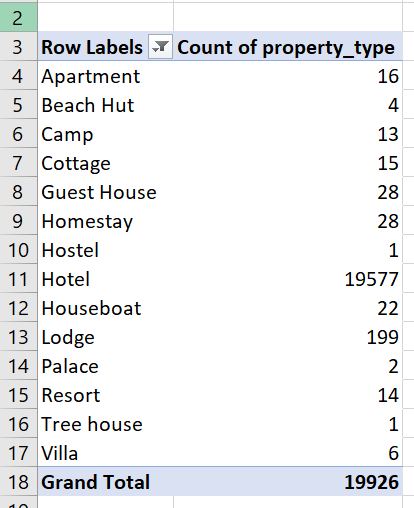 2
3 Row Labels Count of property_type
4 Apartment 16
5 Beach Hut 4
6 Camp 13
7 Cottage 15
8 Guest House 28
9 Homestay 28
10 Hostel 1
11 Hotel 19577
12 Houseboat 22
13 Lodge 199
14 Palace 2
15 Resort 14
16 Tree house 1
17 Villa 6
18 Grand Total 19926